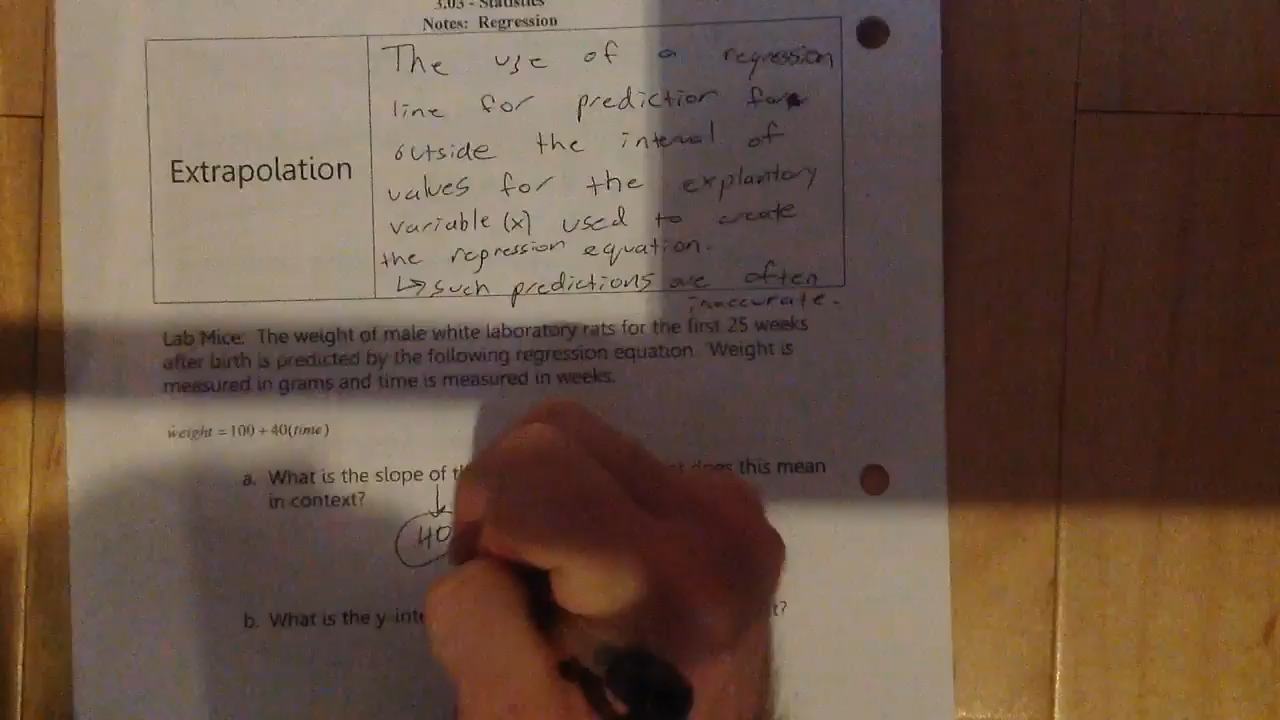 3.03 - Statistics
Notes: Regression
Extrapolation
The use of a regression
line for prediction for
outside the interval of
values for the explantory
variable (x) used to create
the regression equation.
↳ such predictions are often
inaccurate.
Lab Mice: The weight of male white laboratory rats for the first 25 weeks
after birth is predicted by the following regression equation. Weight is
measured in grams and time is measured in weeks.
weight = 100 + 40(time)
a. What is the slope of does this mean
in context?
40
b. What is the